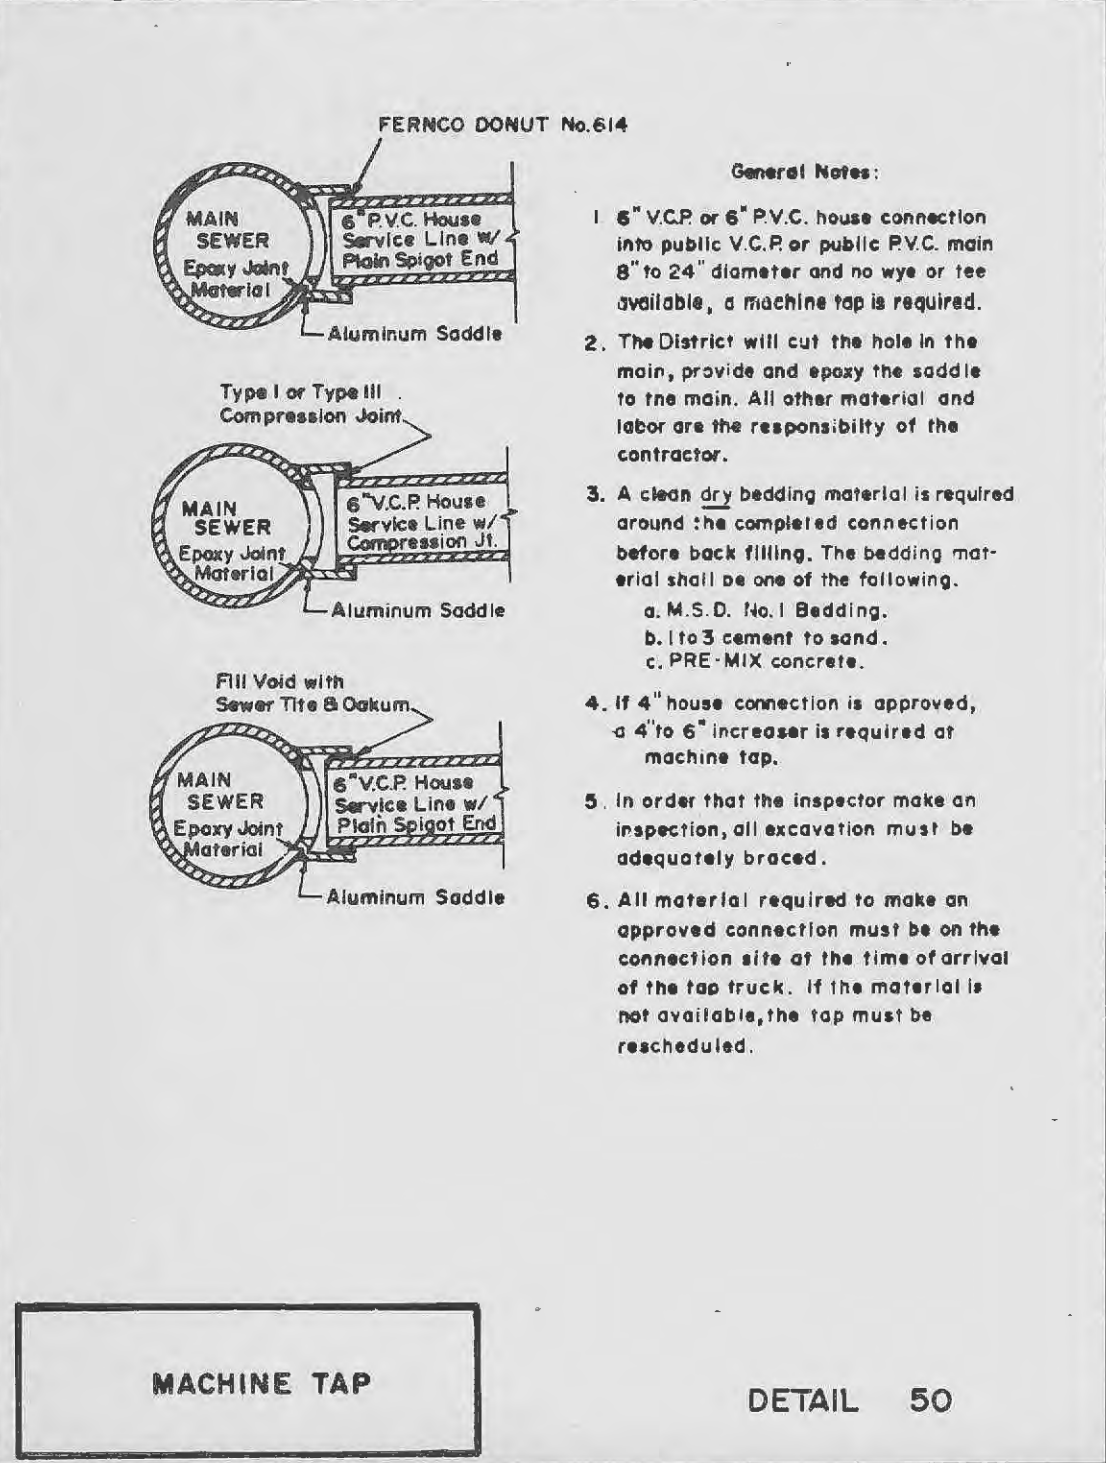 FERNCO DONUT No.614
MAIN
SEWER
Epoxy Joint
Material
6" P.V.C. House
Service Line w/
Plain Spigot End
Aluminum Saddle
Type I or Type III
Compression Joint
MAIN
SEWER
Epoxy Joint
Material
6" V.C.P. House
Service Line w/
Compression Jt.
Aluminum Saddle
Fill Void with
Sewer Tite & Oakum
MAIN
SEWER
Epoxy Joint
Material
6" V.C.P. House
Service Line w/
Plain Spigot End
Aluminum Saddle
General Notes:
1 6" V.C.P. or 6" P.V.C. house connection
into public V.C.P. or public P.V.C. main
8" to 24" diameter and no wye or tee
available, a machine tap is required.
2. The District will cut the hole in the
main, provide and epoxy the saddle
to the main. All other material and
labor are the responsibilty of the
contractor.
3. A clean dry bedding material is required
around the completed connection
before back filling. The bedding mat-
erial shall be one of the following.
a. M.S.D. No.1 Bedding.
b. 1 to 3 cement to sand.
c. PRE-MIX concrete.
4. If 4" house connection is approved,
a 4" to 6" increaser is required at
machine tap.
5. In order that the inspector make an
inspection, all excavation must be
adequately braced.
6. All material required to make an
approved connection must be on the
connection site at the time of arrival
of the tap truck. If the material is
not available, the tap must be
rescheduled.
MACHINE TAP
DETAIL 50